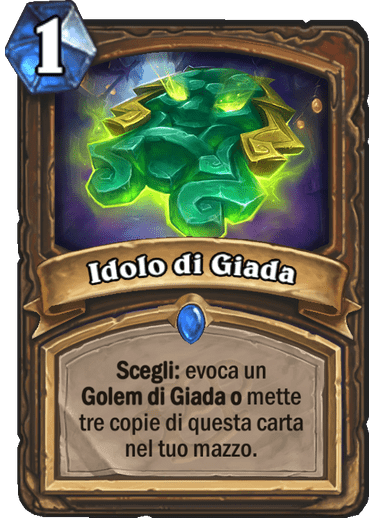 1
Idolo di Giada
Scegli: evoca un
Golem di Giada o mette
tre copie di questa carta
nel tuo mazzo.